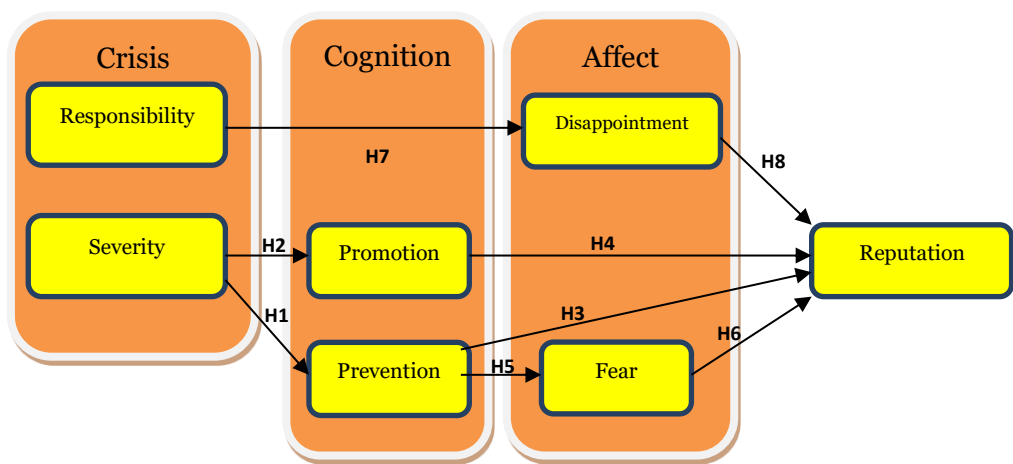 Crisis
Cognition
Affect
Responsibility
Disappointment
H7
H8
Severity
H2
Promotion
H4
Reputation
H1
H3
H6
Prevention
H5
Fear